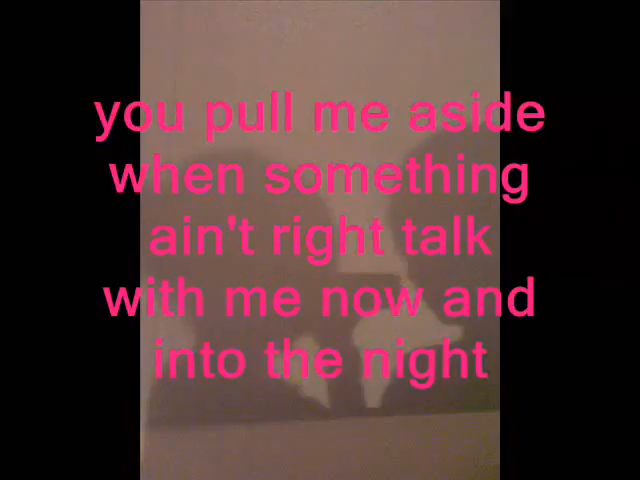 you pull me aside
when something
ain't right talk
with me now and
into the night